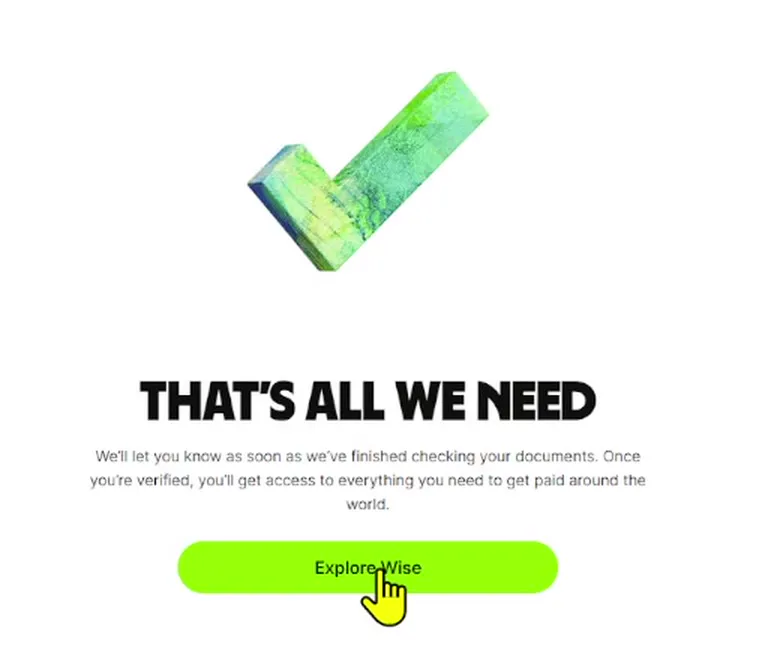 THAT'S ALL WE NEED
We'll let you know as soon as we've finished checking your documents. Once
you're verified, you'll get access to everything you need to get paid around the
world.
Explore Wise